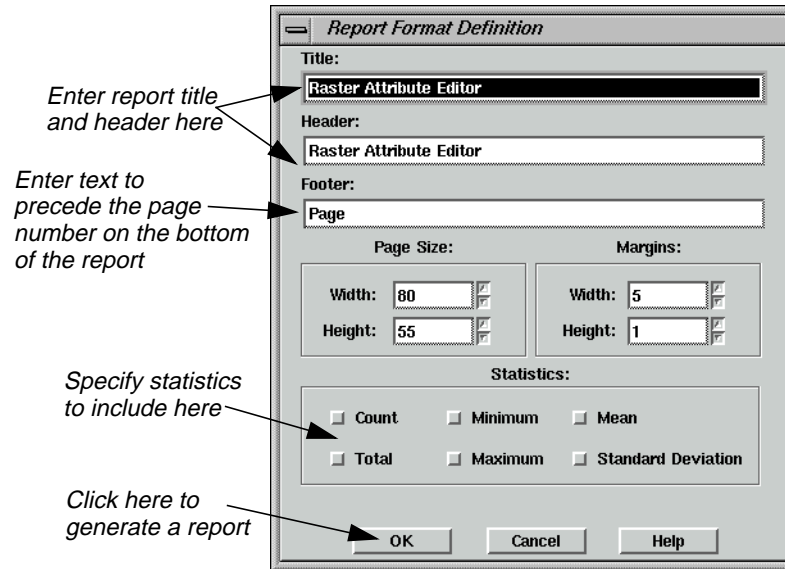 Report Format Definition
Title:
Raster Attribute Editor
Enter report title
and header here
Header:
Raster Attribute Editor
Enter text to
precede the page
number on the bottom
of the report
Footer:
Page
Page Size:
Margins:
Width: 80
Width: 5
Height: 55
Height: 1
Statistics:
Specify statistics
to include here
Count
Minimum
Mean
Total
Maximum
Standard Deviation
Click here to
generate a report
OK
Cancel
Help